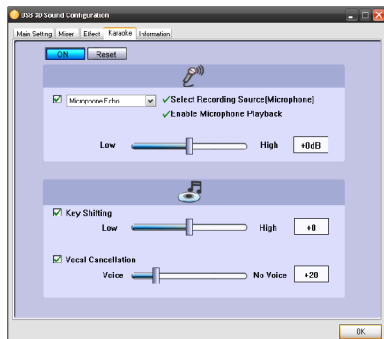 USB 3D Sound Configuration
Main Setting Mixer Effect Karaoke Information
ON Reset
Microphone Echo
✓Select Recording Source(Microphone)
✓Enable Microphone Playback
Low High +0dB
Key Shifting
Low High +0
Vocal Cancellation
Voice No Voice +20
OK